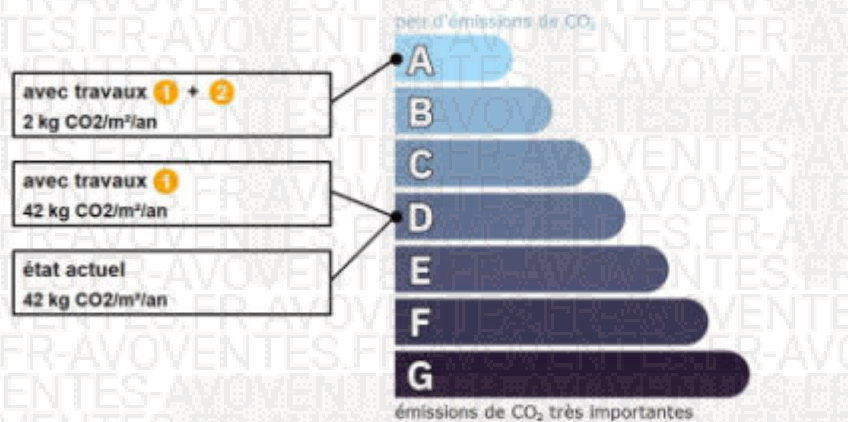 peu d'émissions de CO₂
A
avec travaux 1 + 2
2 kg CO2/m²/an
B
C
avec travaux 1
42 kg CO2/m²/an
D
état actuel
42 kg CO2/m²/an
E
F
G
émissions de CO₂ très importantes